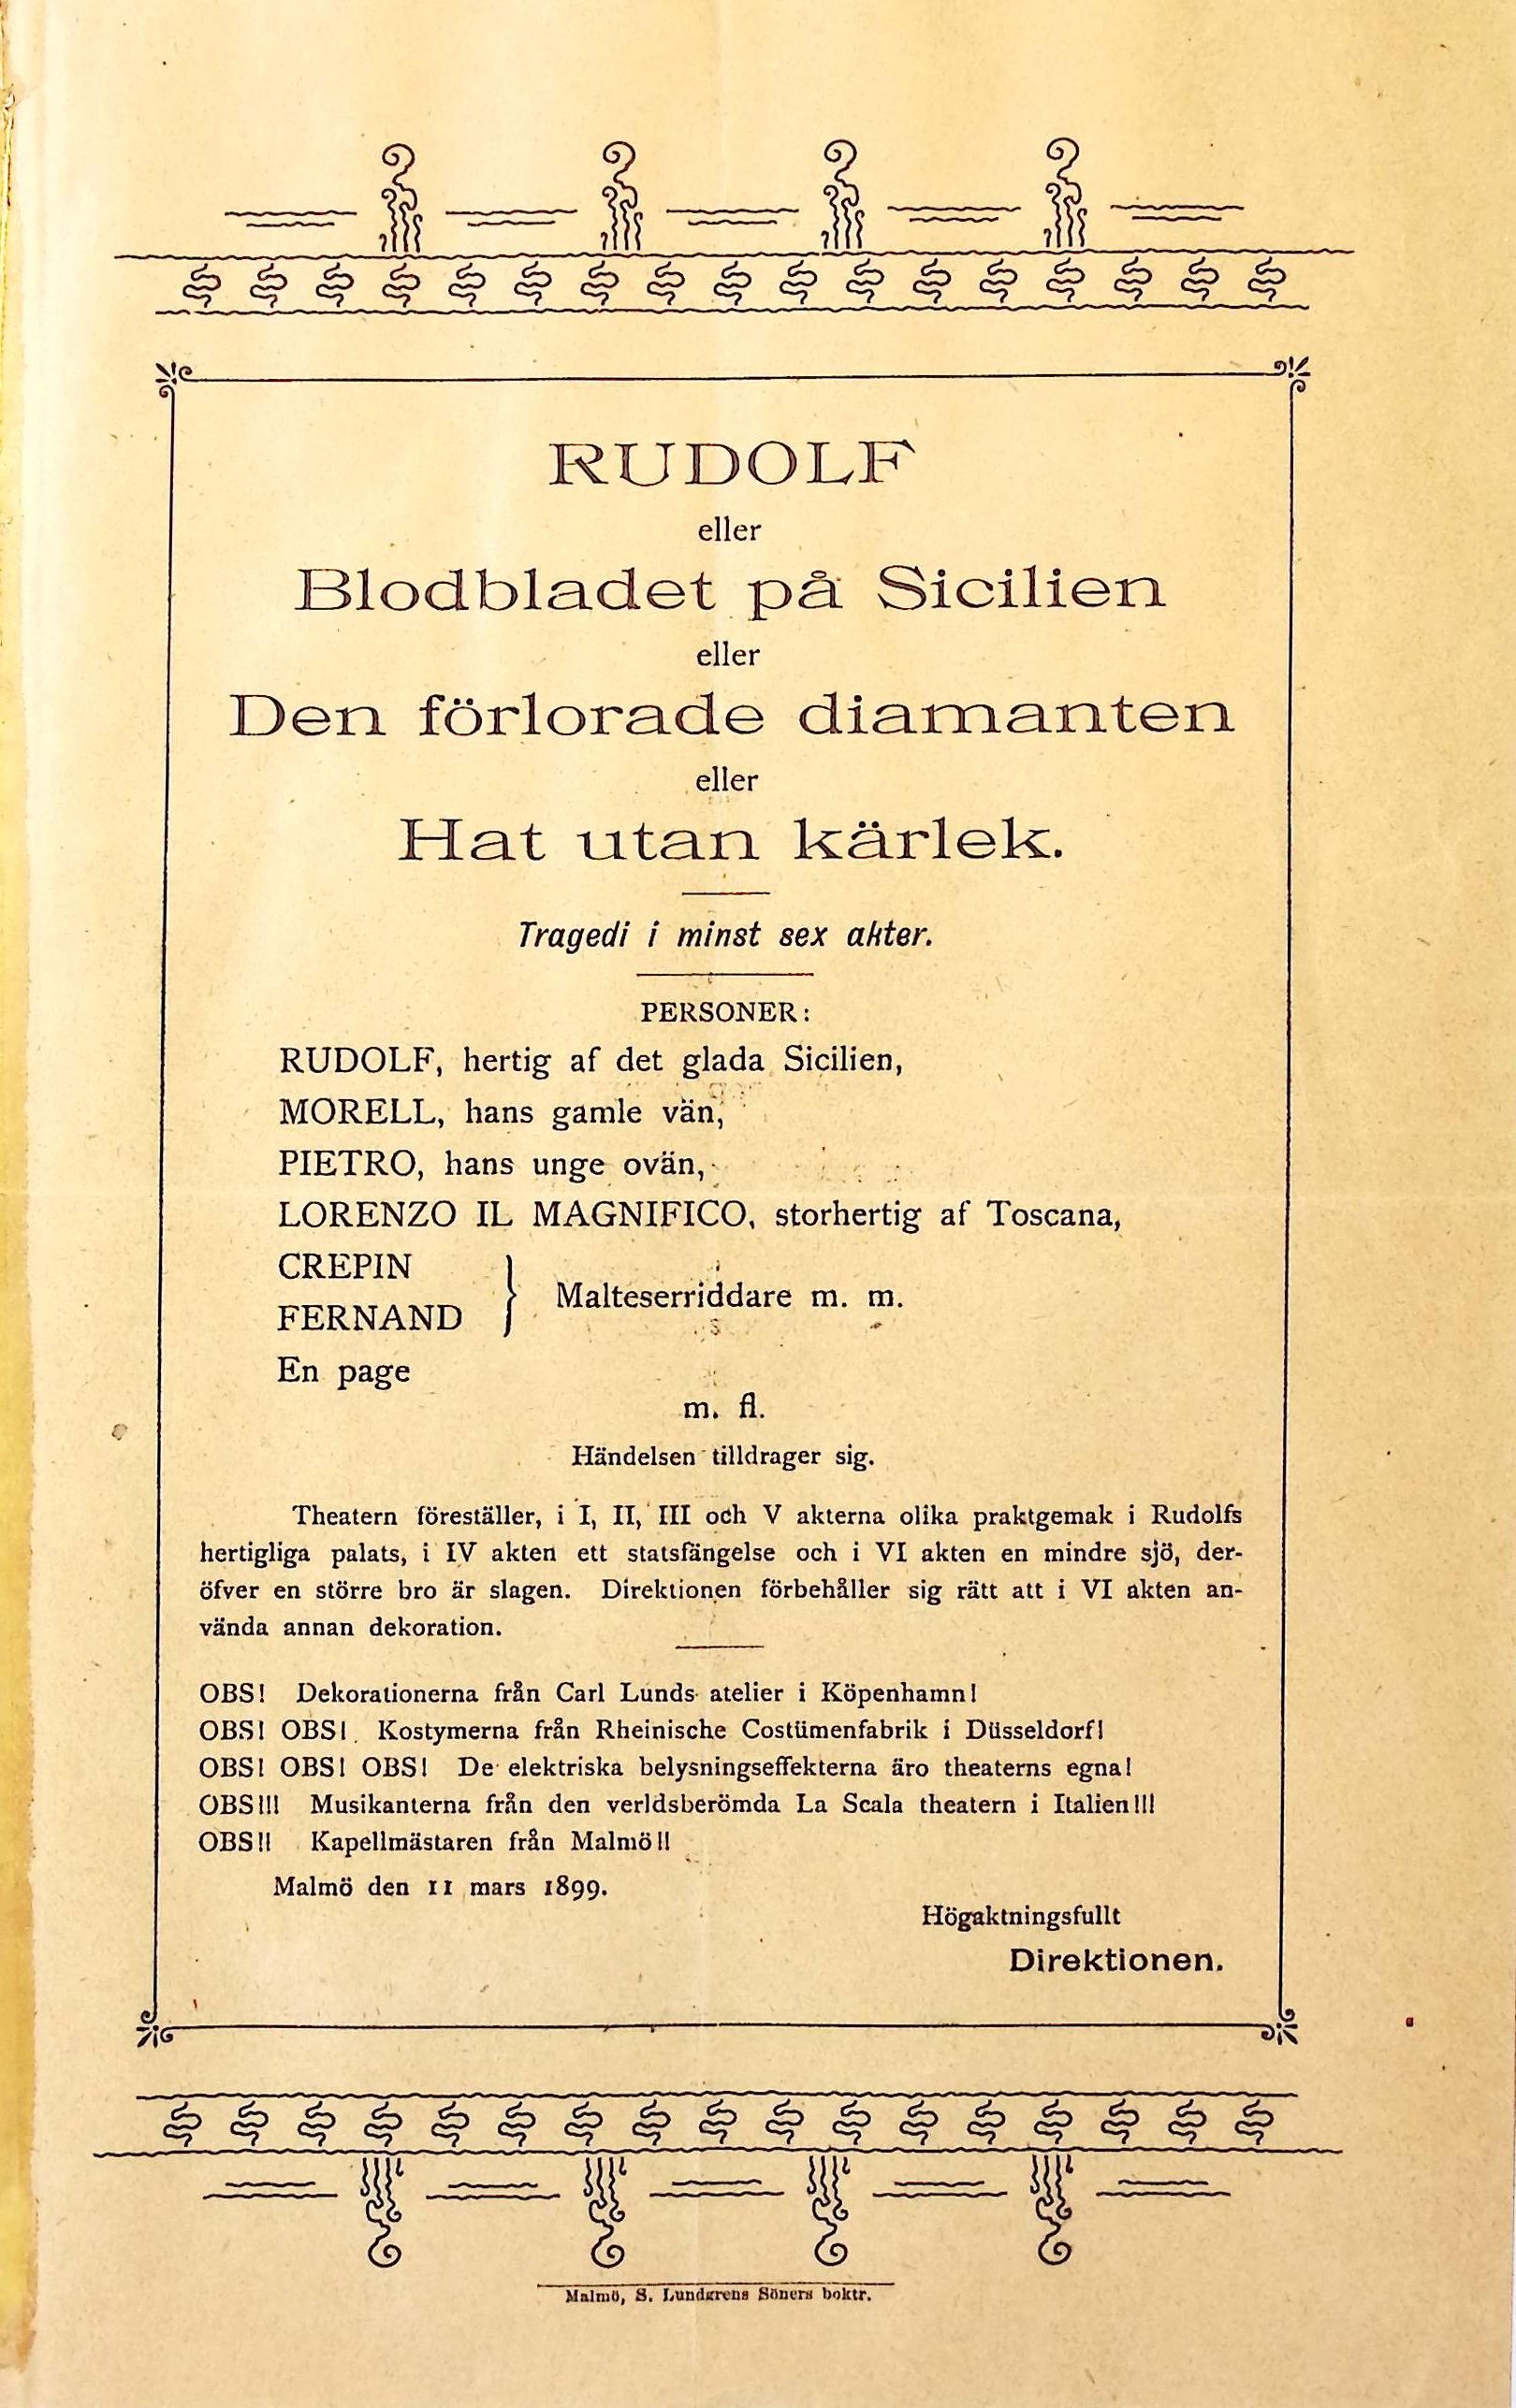 RUDOLF
eller
Blodbladet på Sicilien
eller
Den förlorade diamanten
eller
Hat utan kärlek.
Tragedi i minst sex akter.
PERSONER:
RUDOLF, hertig af det glada Sicilien,
MORELL, hans gamle vän,
PIETRO, hans unge ovän,
LORENZO IL MAGNIFICO, storhertig af Toscana,
CREPIN
FERNAND } Malteserriddare m. m.
En page
m. fl.
Händelsen tilldrager sig.
Theatern föreställer, i I, II, III och V akterna olika praktgemak i Rudolfs
hertigliga palats, i IV akten ett statsfängelse och i VI akten en mindre sjö, der-
öfver en större bro är slagen. Direktionen förbehåller sig rätt att i VI akten an-
vända annan dekoration.
OBS! Dekorationerna från Carl Lunds atelier i Köpenhamn!
OBS! OBS! Kostymerna från Rheinische Costümenfabrik i Düsseldorf!
OBS! OBS! OBS! De elektriska belysningseffekterna äro theaterns egna!
OBS!!! Musikanterna från den verldsberömda La Scala theatern i Italien!!!
OBS!! Kapellmästaren från Malmö!!
Malmö den 11 mars 1899.
Högaktningsfullt
Direktionen.
Malmö, S. Lundgrens Söners boktr.